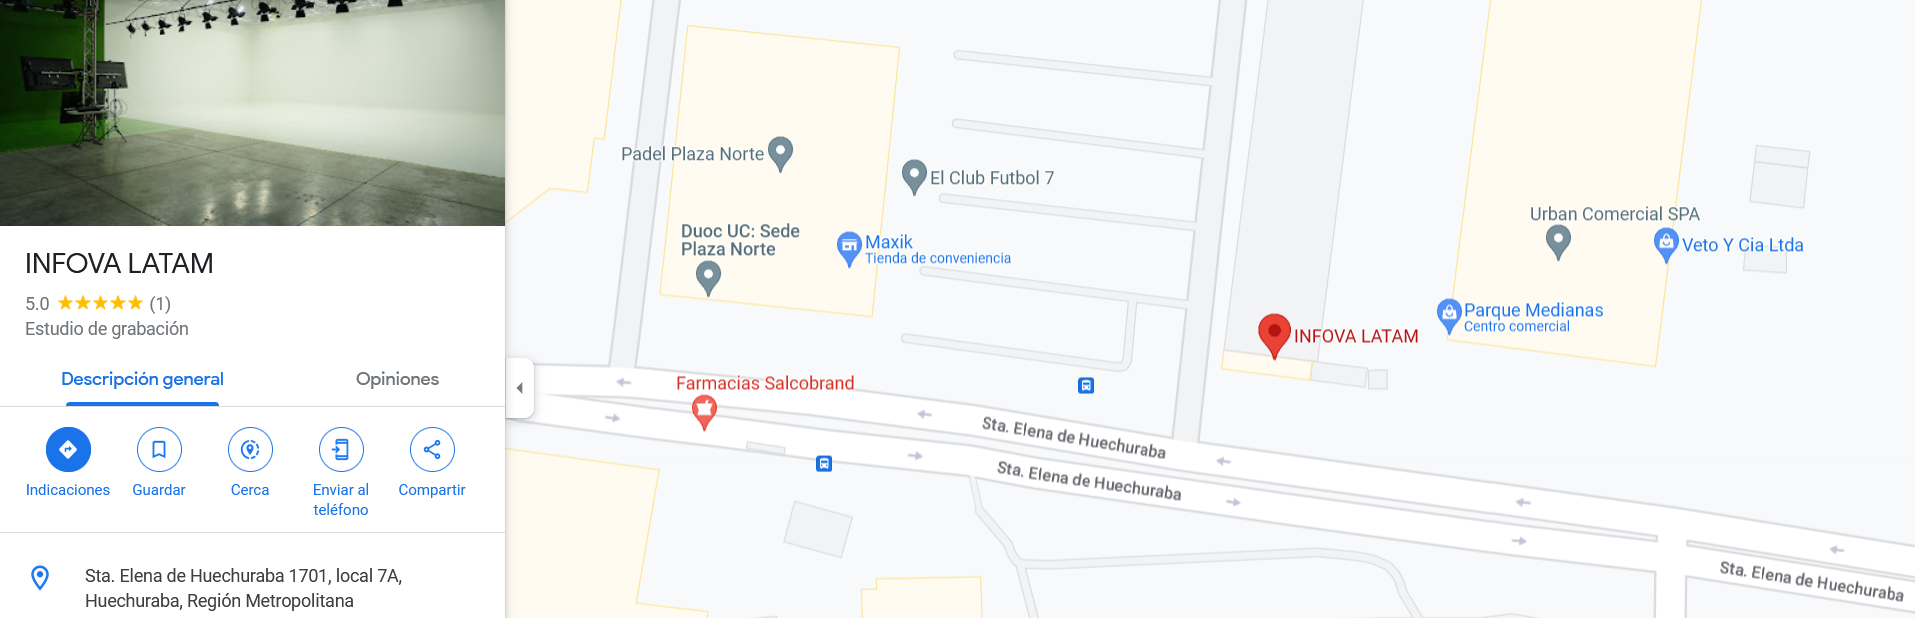 INFOVA LATAM
5.0 ★★★★★ (1)
Estudio de grabación
Descripción general
Opiniones
Indicaciones
Guardar
Cerca
Enviar al
teléfono
Compartir
Sta. Elena de Huechuraba 1701, local 7A,
Huechuraba, Región Metropolitana
Padel Plaza Norte
El Club Futbol 7
Duoc UC: Sede
Plaza Norte
Maxik
Tienda de conveniencia
Urban Comercial SPA
Veto Y Cia Ltda
Parque Medianas
Centro comercial
INFOVA LATAM
Farmacias Salcobrand
Sta. Elena de Huechuraba
Sta. Elena de Huechuraba
Sta. Elena de Huechuraba